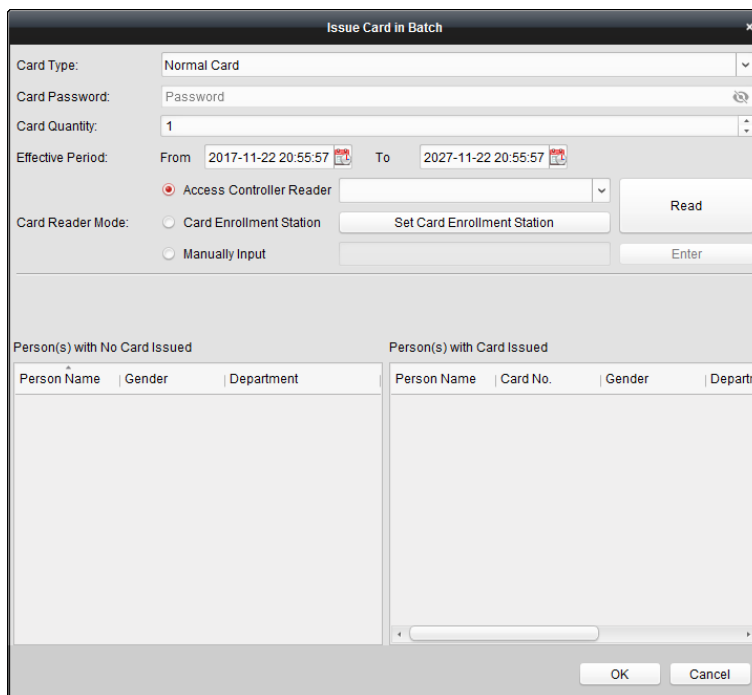 Issue Card in Batch ×
Card Type: Normal Card
Card Password: Password
Card Quantity: 1
Effective Period: From 2017-11-22 20:55:57 To 2027-11-22 20:55:57
Access Controller Reader Read
Card Reader Mode: Card Enrollment Station Set Card Enrollment Station
Manually Input Enter
Person(s) with No Card Issued Person(s) with Card Issued
Person Name Gender Department Person Name Card No. Gender Departr
OK Cancel